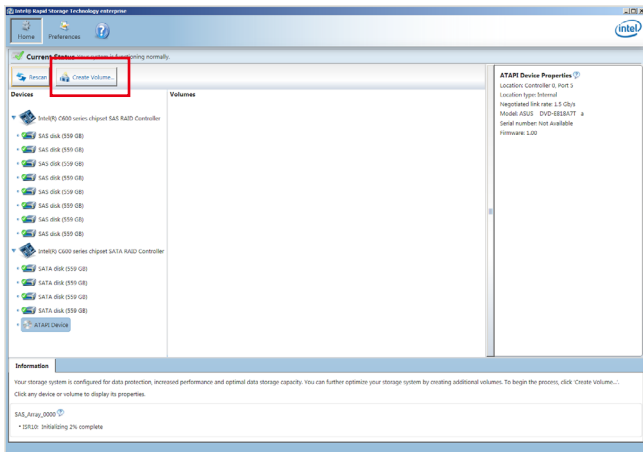 Intel® Rapid Storage Technology enterprise
Home
Preferences
intel
Current Status Your system is functioning normally.
Rescan
Create Volume...
Devices
Volumes
Intel(R) C600 series chipset SAS RAID Controller
SAS disk (559 GB)
SAS disk (559 GB)
SAS disk (559 GB)
SAS disk (559 GB)
SAS disk (559 GB)
SAS disk (559 GB)
SAS disk (559 GB)
SAS disk (559 GB)
Intel(R) C600 series chipset SATA RAID Controller
SATA disk (559 GB)
SATA disk (559 GB)
SATA disk (559 GB)
SATA disk (559 GB)
ATAPI Device
ATAPI Device Properties
Location: Controller 0, Port 5
Location type: Internal
Negotiated link rate: 1.5 Gb/s
Model: ASUS DVD-E818A7T a
Serial number: Not Available
Firmware: 1.00
Information
Your storage system is configured for data protection, increased performance and optimal data storage capacity. You can further optimize your storage system by creating additional volumes. To begin the process, click 'Create Volume...'.
Click any device or volume to display its properties.
SAS_Array_0000
• ISR10: Initializing 2% complete